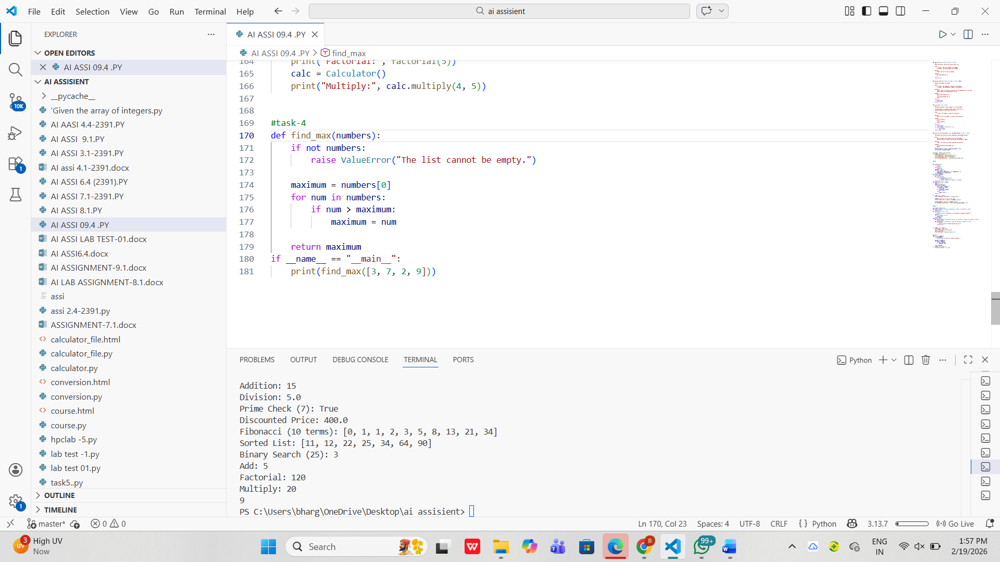 File Edit Selection View Go Run Terminal Help
ai assisient
EXPLORER
OPEN EDITORS
AI ASSI 09.4 .PY
AI ASSISIENT
__pycache__
'Given the array of integers.py
AI AASI 4.4-2391.PY
AI ASSI  9.1.PY
AI ASSI 3.1-2391.PY
AI assi 4.1-2391.docx
AI ASSI 6.4 (2391).PY
AI ASSI 7.1-2391.PY
AI ASSI 8.1.PY
AI ASSI 09.4 .PY
AI ASSI LAB TEST-01.docx
AI ASSI6.4.docx
AI ASSIGNMENT-9.1.docx
AI LAB ASSIGNMENT-8.1.docx
assi
assi 2.4-2391.py
ASSIGNMENT-7.1.docx
calculator_file.html
calculator_file.py
calculator.py
conversion.html
conversion.py
course.html
course.py
hpclab -5.py
lab test -1.py
lab test 01.py
task5..py
OUTLINE
TIMELINE
10K
1
1
AI ASSI 09.4 .PY
AI ASSI 09.4 .PY > find_max
164     print("Factorial:", factorial(5))
165     calc = Calculator()
166     print("Multiply:", calc.multiply(4, 5))
167
168
169 #task-4
170 def find_max(numbers):
171     if not numbers:
172         raise ValueError("The list cannot be empty.")
173
174     maximum = numbers[0]
175     for num in numbers:
176         if num > maximum:
177             maximum = num
178
179     return maximum
180 if __name__ == "__main__":
181     print(find_max([3, 7, 2, 9]))
PROBLEMS OUTPUT DEBUG CONSOLE TERMINAL PORTS
Python
Addition: 15
Division: 5.0
Prime Check (7): True
Discounted Price: 400.0
Fibonacci (10 terms): [0, 1, 1, 2, 3, 5, 8, 13, 21, 34]
Sorted List: [11, 12, 22, 25, 34, 64, 90]
Binary Search (25): 3
Add: 5
Factorial: 120
Multiply: 20
9
PS C:\Users\bharg\OneDrive\Desktop\ai assisient>
master* 0 0
Ln 170, Col 23 Spaces: 4 UTF-8 CRLF { } Python 3.13.7 Go Live
3
UV
High UV
Now
Search
B
99+
ENG
IN
1:57 PM
2/19/2026